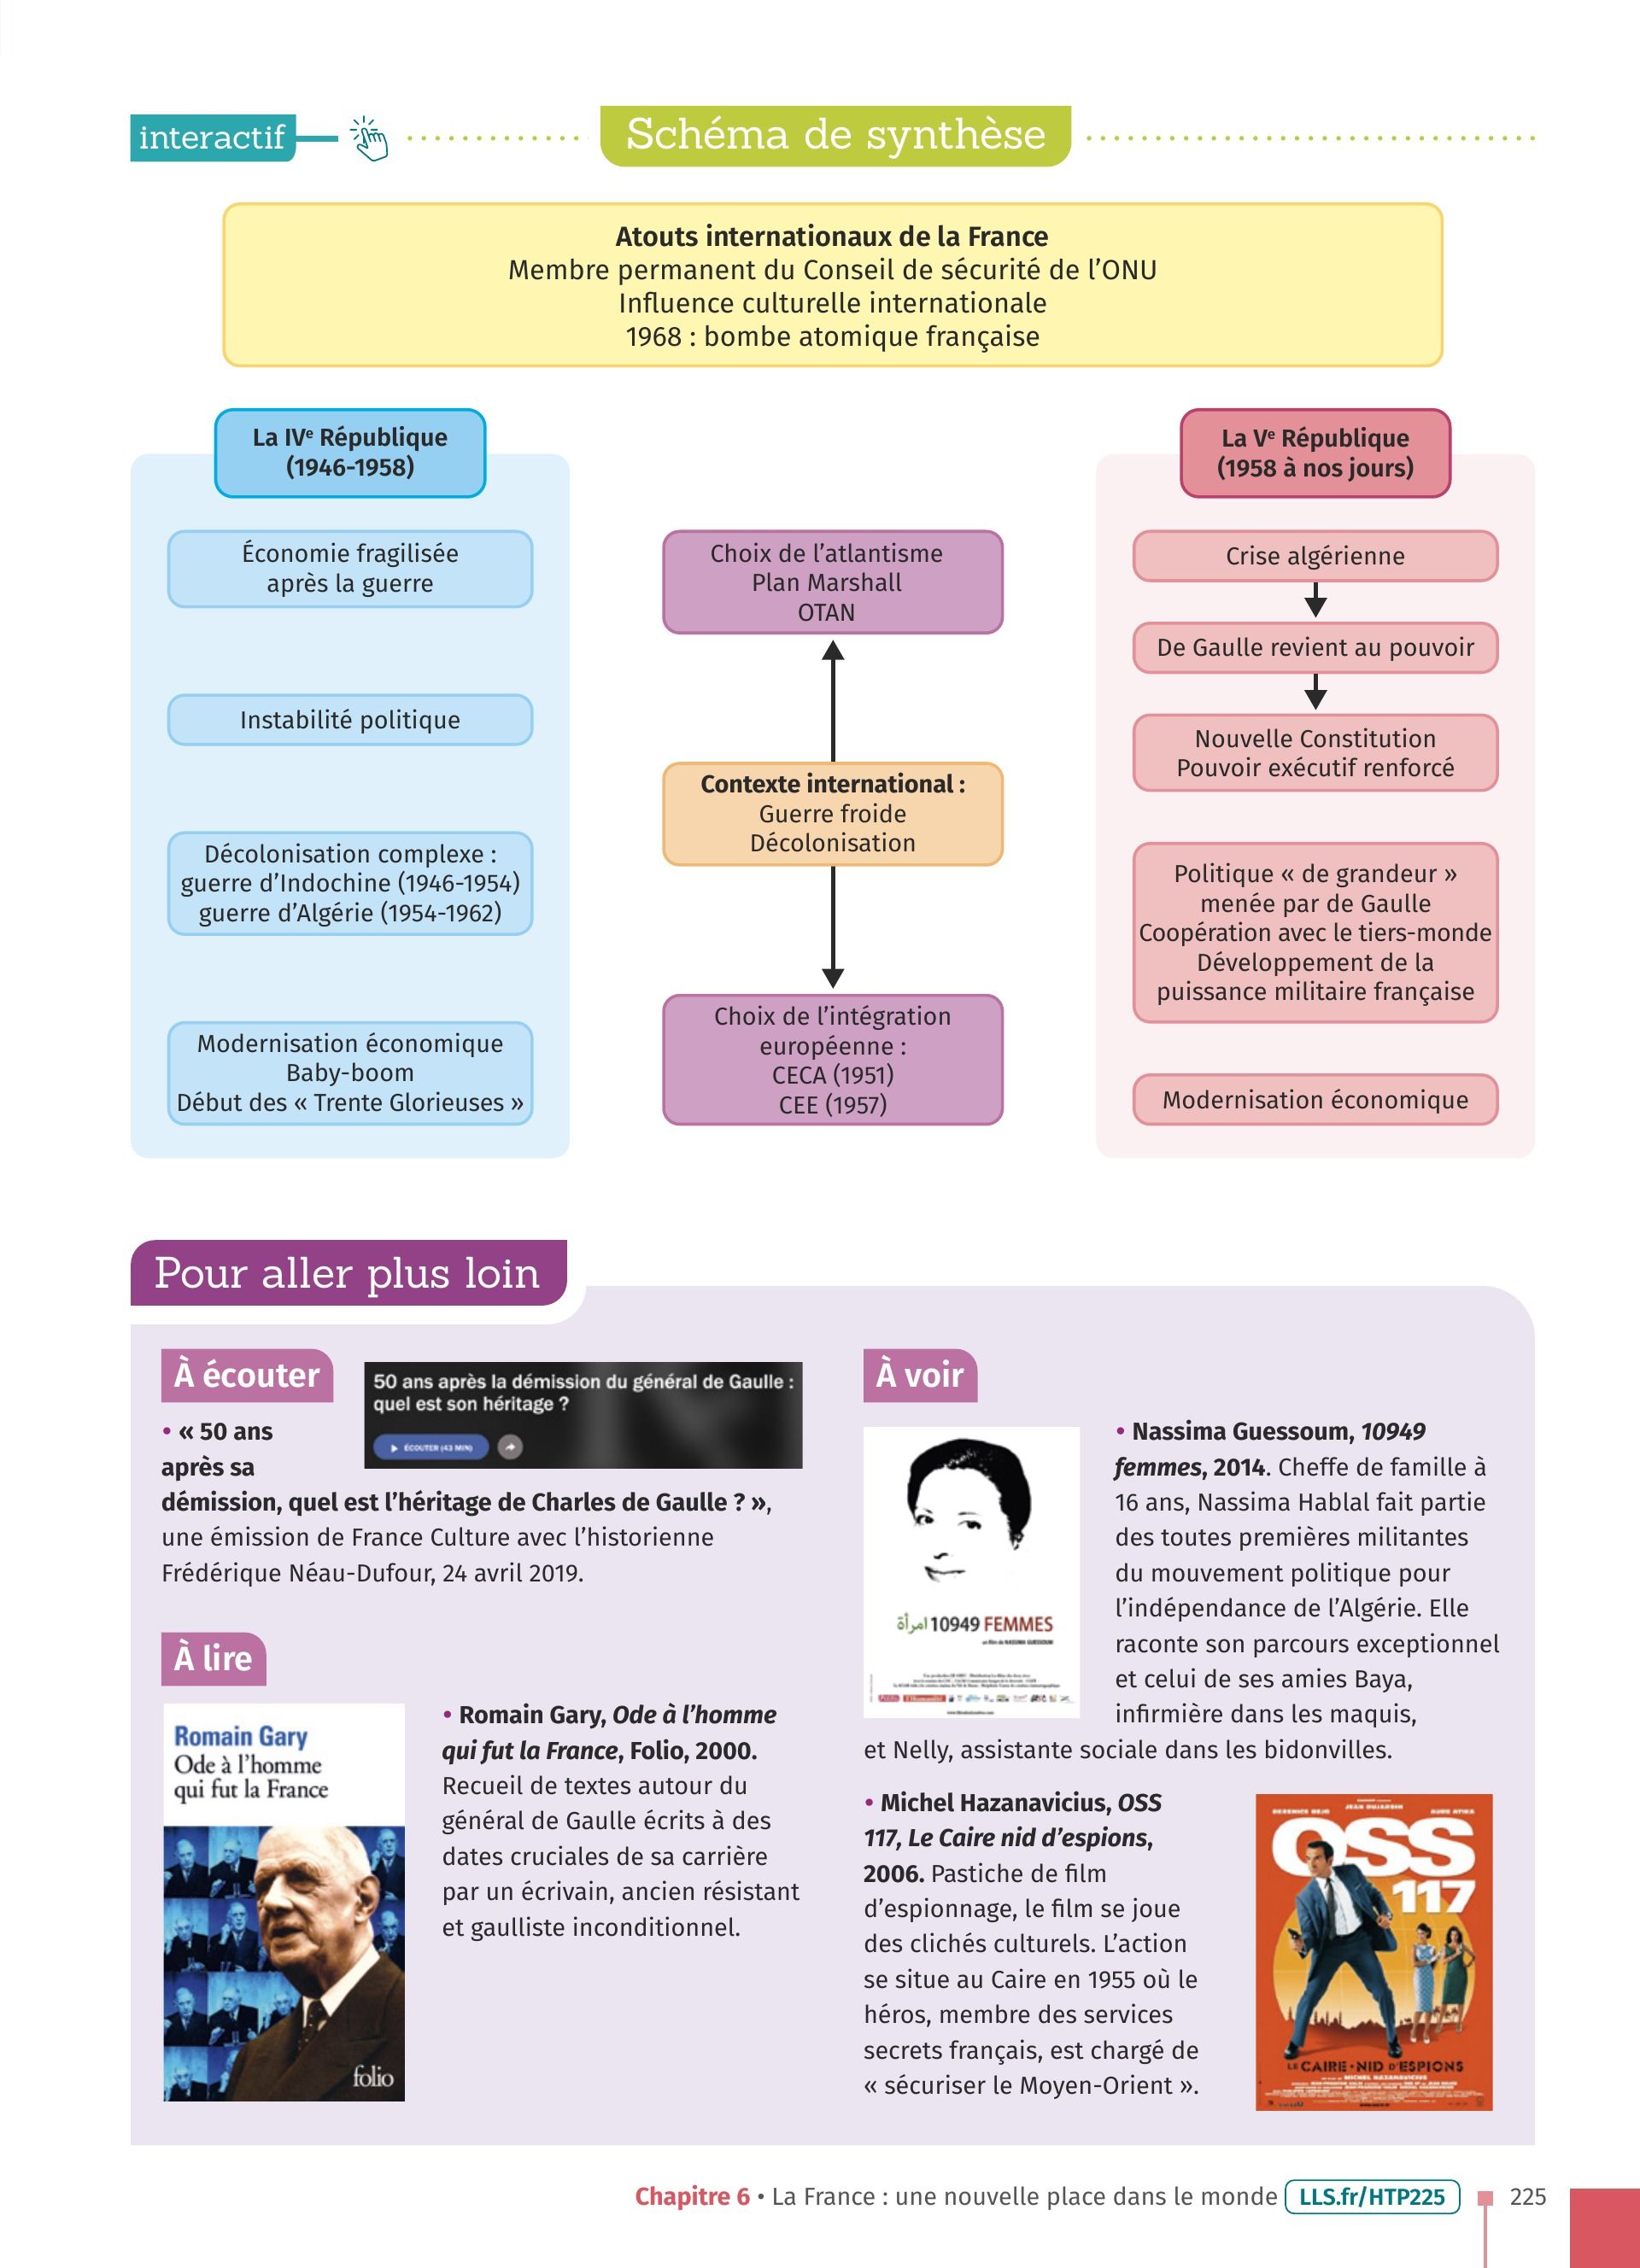 interactif
Schéma de synthèse
Atouts internationaux de la France
Membre permanent du Conseil de sécurité de l'ONU
Influence culturelle internationale
1968 : bombe atomique française
La IVe République
(1946-1958)
Économie fragilisée
après la guerre
Instabilité politique
Décolonisation complexe :
guerre d'Indochine (1946-1954)
guerre d'Algérie (1954-1962)
Modernisation économique
Baby-boom
Début des « Trente Glorieuses »
Choix de l'atlantisme
Plan Marshall
OTAN
Contexte international :
Guerre froide
Décolonisation
Choix de l'intégration
européenne :
CECA (1951)
CEE (1957)
La Ve République
(1958 à nos jours)
Crise algérienne
De Gaulle revient au pouvoir
Nouvelle Constitution
Pouvoir exécutif renforcé
Politique « de grandeur »
menée par de Gaulle
Coopération avec le tiers-monde
Développement de la
puissance militaire française
Modernisation économique
Pour aller plus loin
À écouter
50 ans après la démission du général de Gaulle :
quel est son héritage ?
ÉCOUTER (43 MIN)
• « 50 ans
après sa
démission, quel est l'héritage de Charles de Gaulle ? »,
une émission de France Culture avec l'historienne
Frédérique Néau-Dufour, 24 avril 2019.
À lire
Romain Gary
Ode à l'homme
qui fut la France
folio
• Romain Gary, Ode à l'homme
qui fut la France, Folio, 2000.
Recueil de textes autour du
général de Gaulle écrits à des
dates cruciales de sa carrière
par un écrivain, ancien résistant
et gaulliste inconditionnel.
À voir
امرأة 10949 FEMMES
un film de NASSIMA GUESSOUM
• Nassima Guessoum, 10949
femmes, 2014. Cheffe de famille à
16 ans, Nassima Hablal fait partie
des toutes premières militantes
du mouvement politique pour
l'indépendance de l'Algérie. Elle
raconte son parcours exceptionnel
et celui de ses amies Baya,
infirmière dans les maquis,
et Nelly, assistante sociale dans les bidonvilles.
• Michel Hazanavicius, OSS
117, Le Caire nid d'espions,
2006. Pastiche de film
d'espionnage, le film se joue
des clichés culturels. L'action
se situe au Caire en 1955 où le
héros, membre des services
secrets français, est chargé de
« sécuriser le Moyen-Orient ».
BERENICE BEJO JEAN DUJARDIN AURE ATIKA
OSS
117
LE CAIRE • NID D'ESPIONS
MICHEL HAZANAVICIUS
Chapitre 6 • La France : une nouvelle place dans le monde LLS.fr/HTP225 225